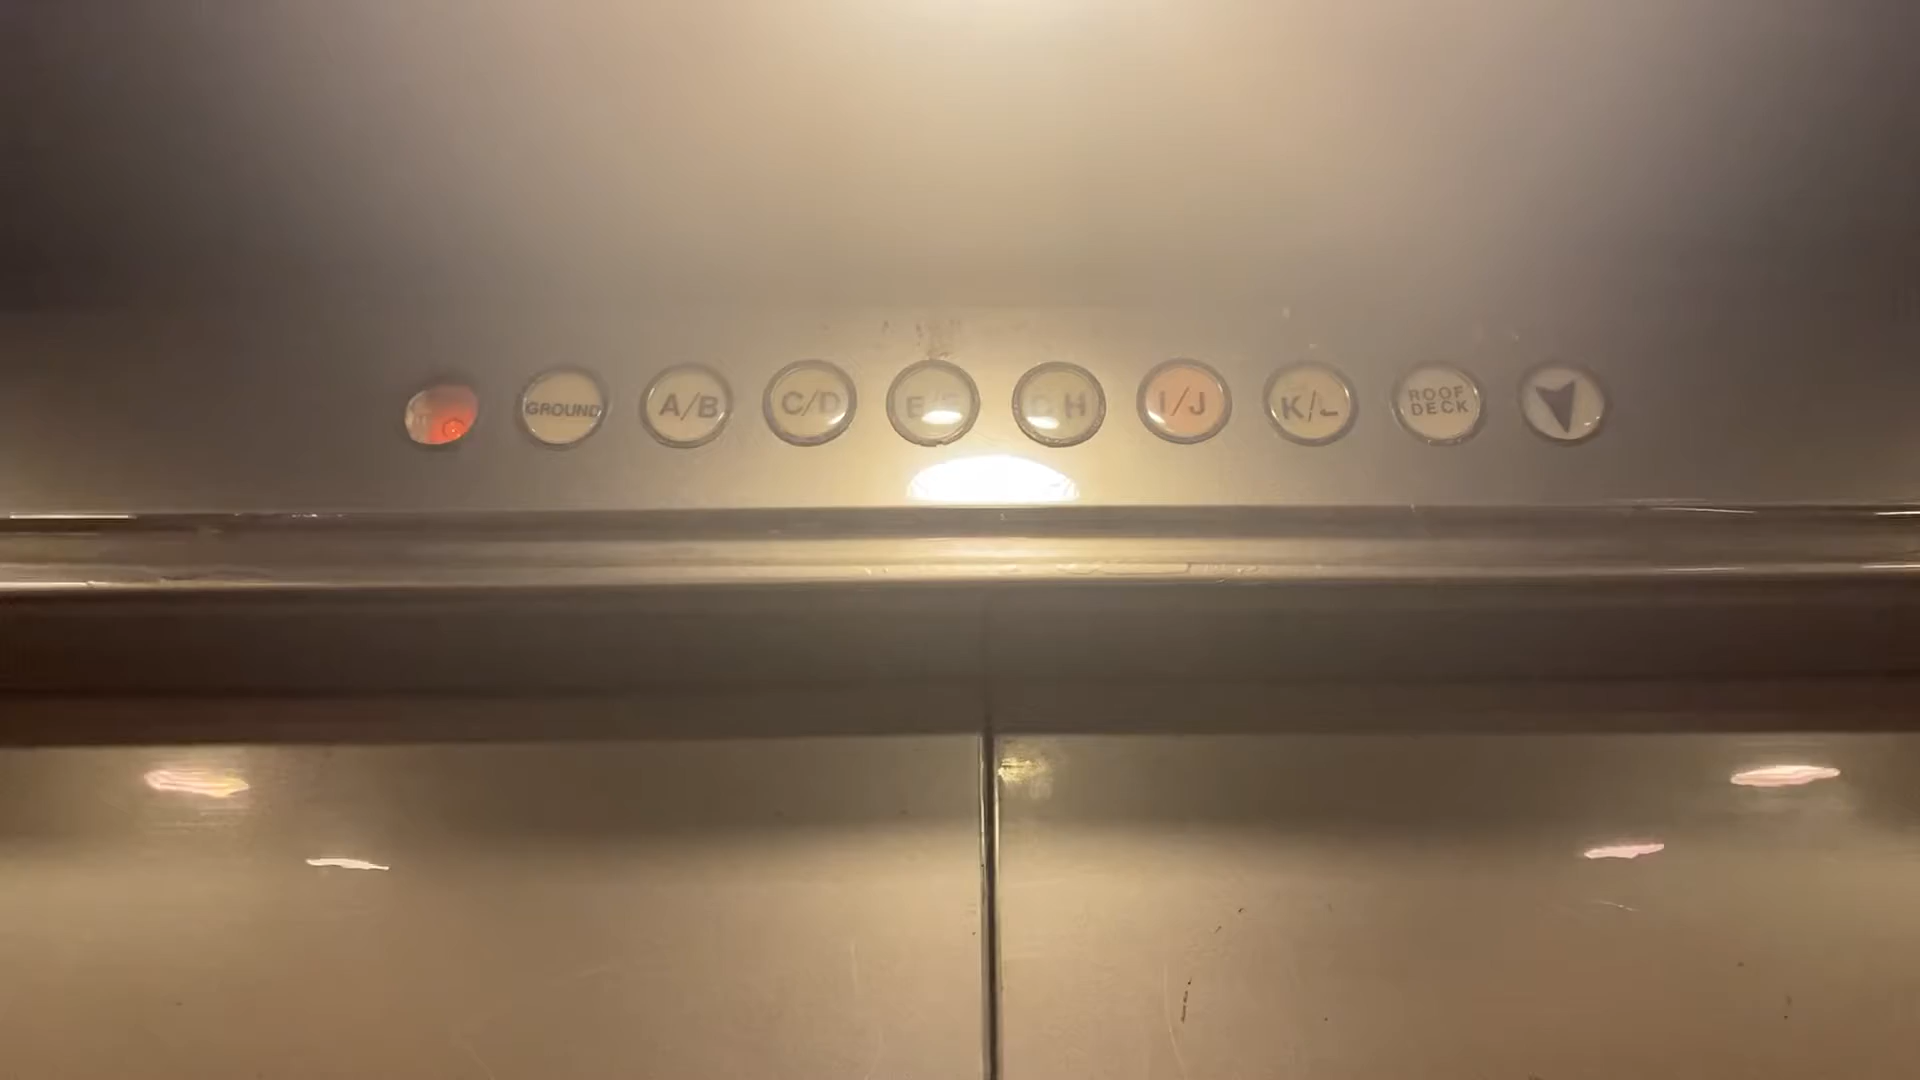 GROUND
A/B
C/D
E/F
H
I/J
K/L
ROOF
DECK